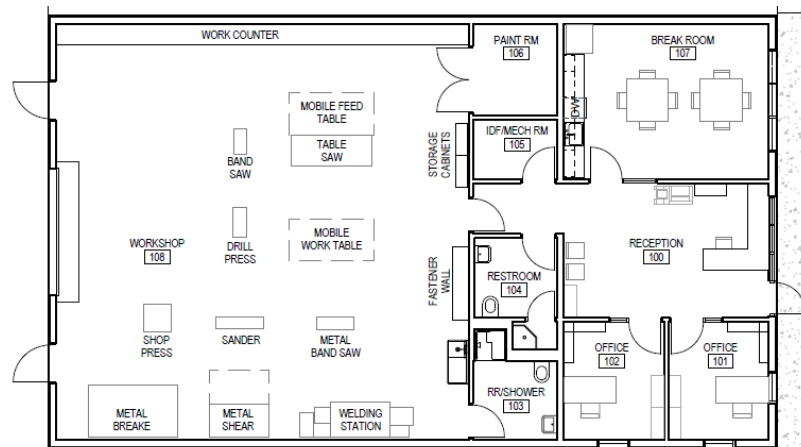 WORK COUNTER
PAINT RM
106
BREAK ROOM
107
MOBILE FEED
TABLE
TABLE
SAW
BAND
SAW
STORAGE
CABINETS
IDF/MECH RM
105
DW
WORKSHOP
108
DRILL
PRESS
MOBILE
WORK TABLE
FASTENER
WALL
RESTROOM
104
RECEPTION
100
SHOP
PRESS
SANDER
METAL
BAND SAW
OFFICE
102
OFFICE
101
RR/SHOWER
103
METAL
BREAKE
METAL
SHEAR
WELDING
STATION